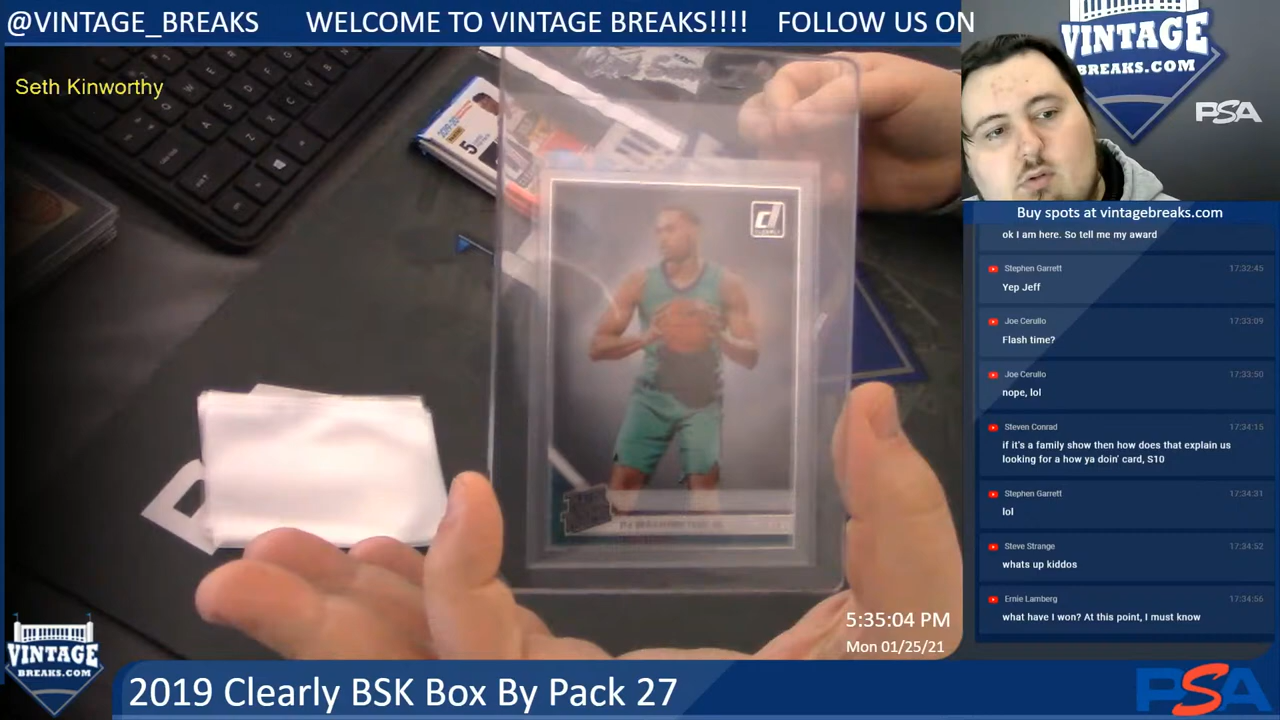 @VINTAGE_BREAKS WELCOME TO VINTAGE BREAKS!!!! FOLLOW US ON
Seth Kinworthy
VINTAGE
BREAKS.COM
PSA
Buy spots at vintagebreaks.com
ok I am here. So tell me my award
Stephen Garrett 17:32:45
Yep Jeff
Joe Cerullo 17:33:09
Flash time?
Joe Cerullo 17:33:50
nope, lol
Steven Conrad 17:34:15
if it's a family show then how does that explain us
looking for a how ya doin' card, S10
Stephen Garrett 17:34:31
lol
Steve Strange 17:34:52
whats up kiddos
Ernie Lamberg 17:34:56
what have I won? At this point, I must know
5
d
CLEARLY
5:35:04 PM
Mon 01/25/21
VINTAGE
BREAKS.COM
2019 Clearly BSK Box By Pack 27
PSA